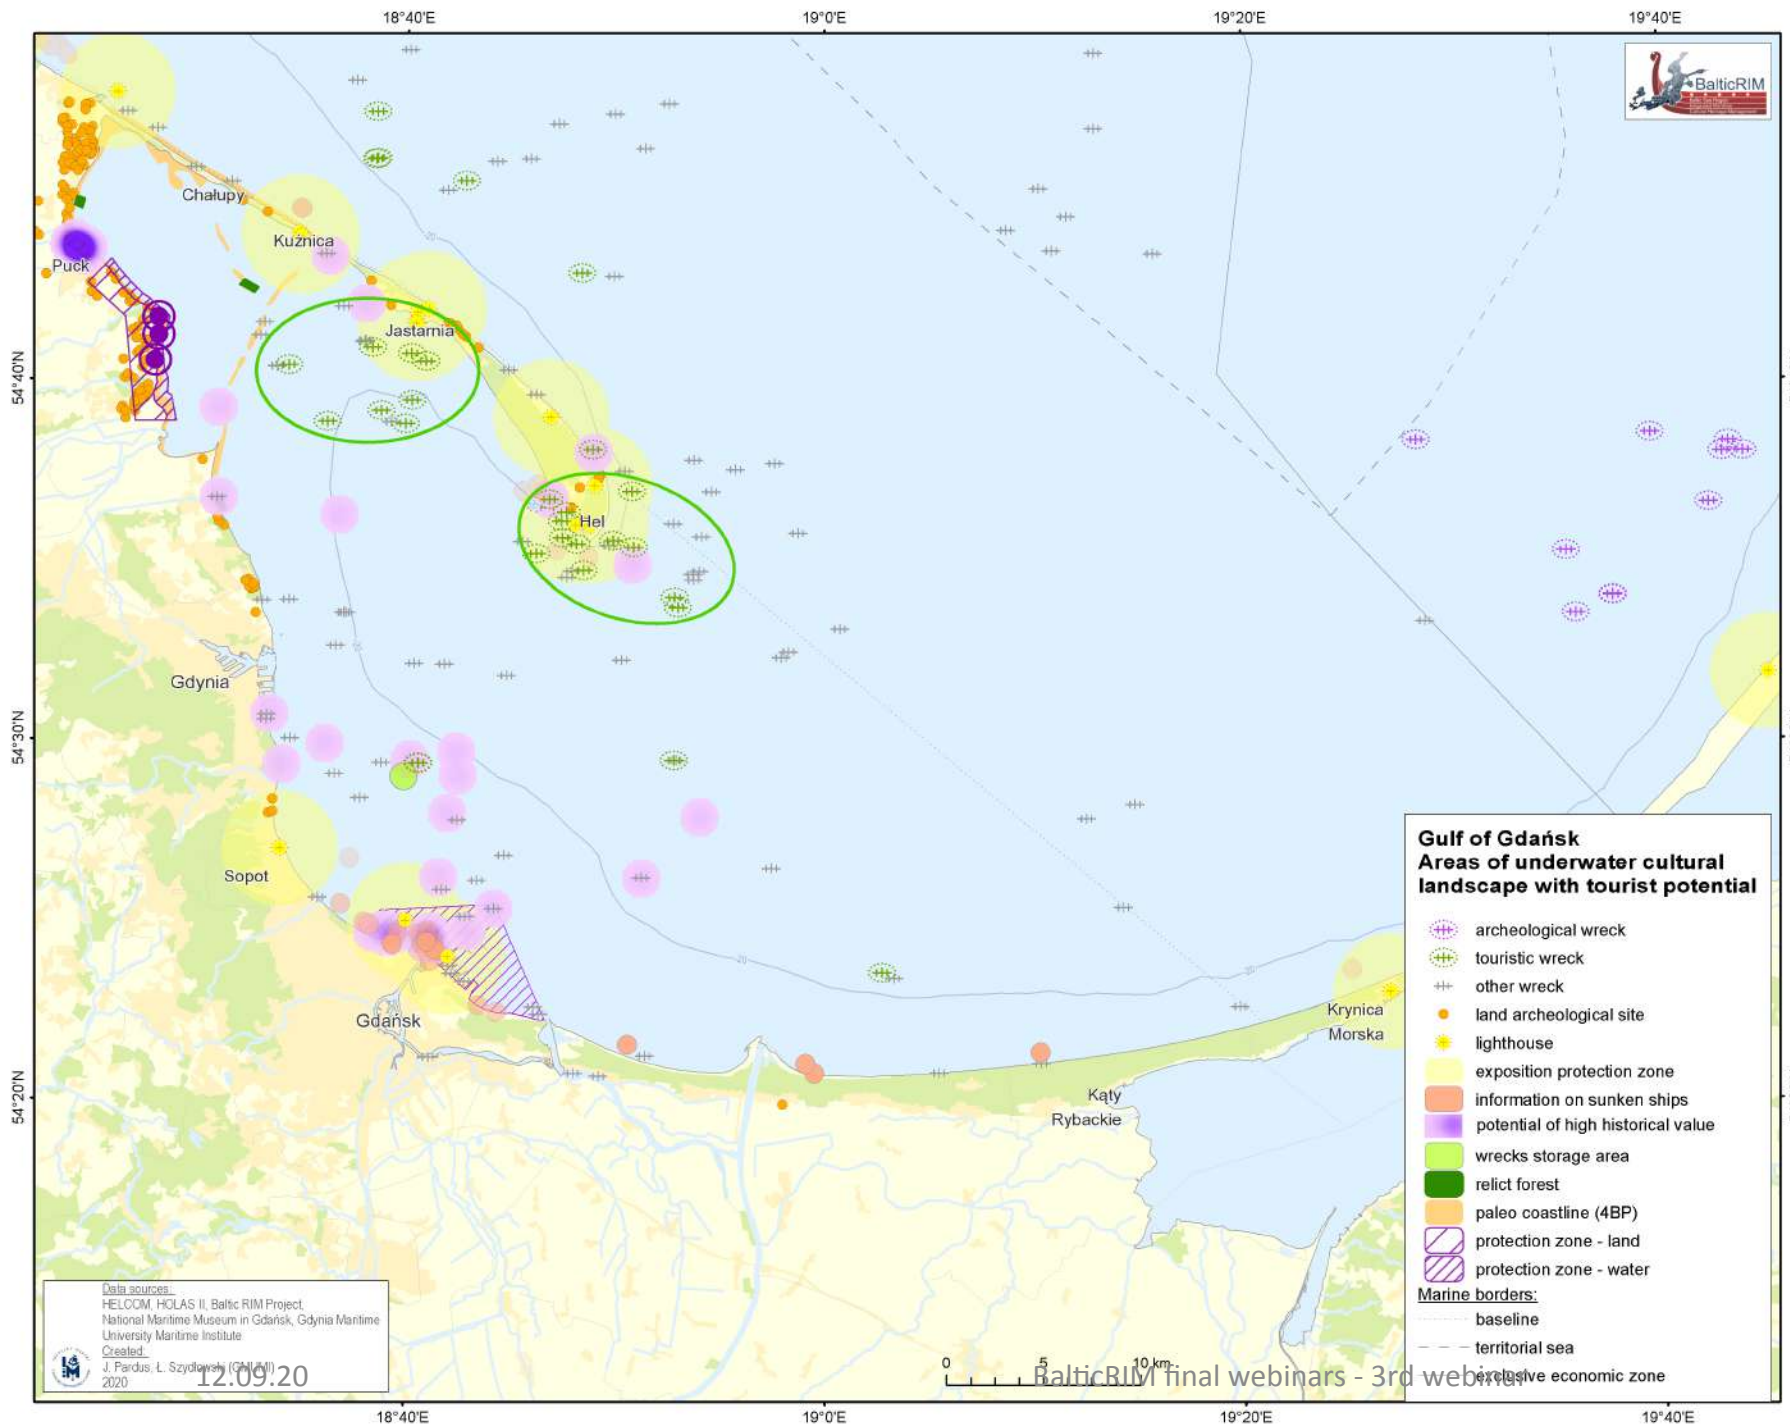 18°40'E
19°0'E
19°20'E
19°40'E
BalticRIM
Chałupy
Kuźnica
Puck
Jastarnia
54°40'N
Hel
Gdynia
54°30'N
Sopot
Gdańsk
Krynica
Morska
54°20'N
Kąty
Rybackie
20
20
Gulf of Gdańsk
Areas of underwater cultural
landscape with tourist potential
archeological wreck
touristic wreck
other wreck
land archeological site
lighthouse
exposition protection zone
information on sunken ships
potential of high historical value
wrecks storage area
relict forest
paleo coastline (4BP)
protection zone - land
protection zone - water
Marine borders:
baseline
territorial sea
exclusive economic zone
Data sources:
HELCOM, HOLAS II, Baltic RIM Project,
National Maritime Museum in Gdańsk, Gdynia Maritime
University Maritime Institute
Created:
J. Pardus, Ł. Szydłowski (GMUMI)
2020
12.09.20
0 5 10 km
BalticRIM final webinars - 3rd webinar
18°40'E
19°0'E
19°20'E
19°40'E